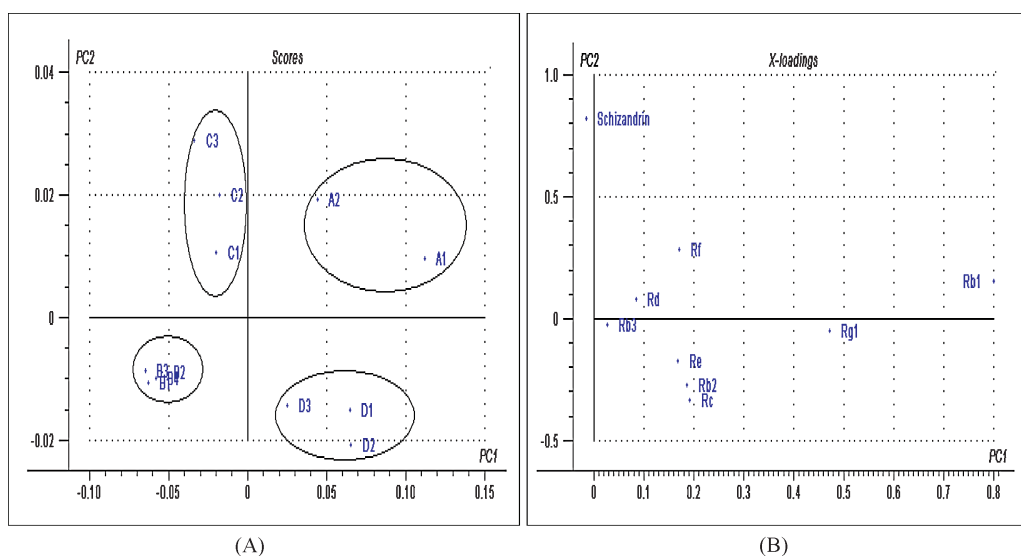 PC2
Scores
0.04
0.02
0
-0.02
C3
C2
C1
A2
A1
B3
B2
B4
B1
D3
D1
D2
PC1
-0.10
-0.05
0
0.05
0.10
0.15
(A)
PC2
X-loadings
1.0
0.5
0
-0.5
Schizandrin
Rf
Rd
Rb3
Rb1
Rg1
Re
Rb2
Rc
PC1
0
0.1
0.2
0.3
0.4
0.5
0.6
0.7
0.8
(B)